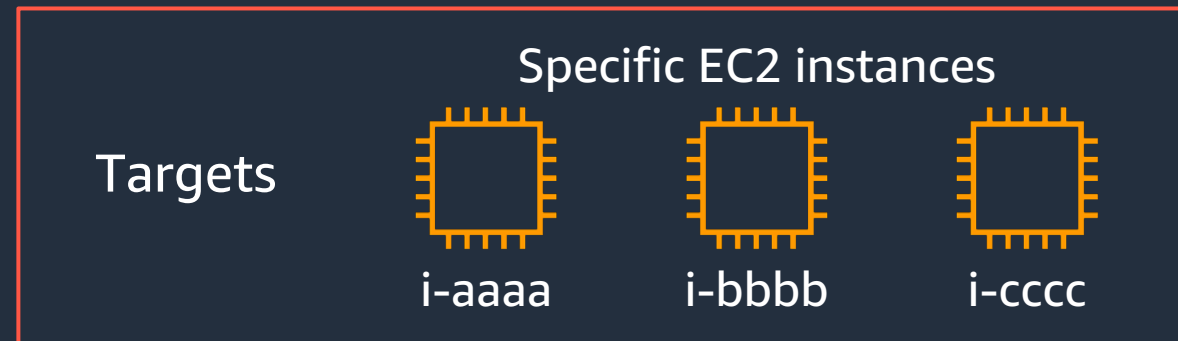 Specific EC2 instances
Targets
i-aaaa
i-bbbb
i-cccc